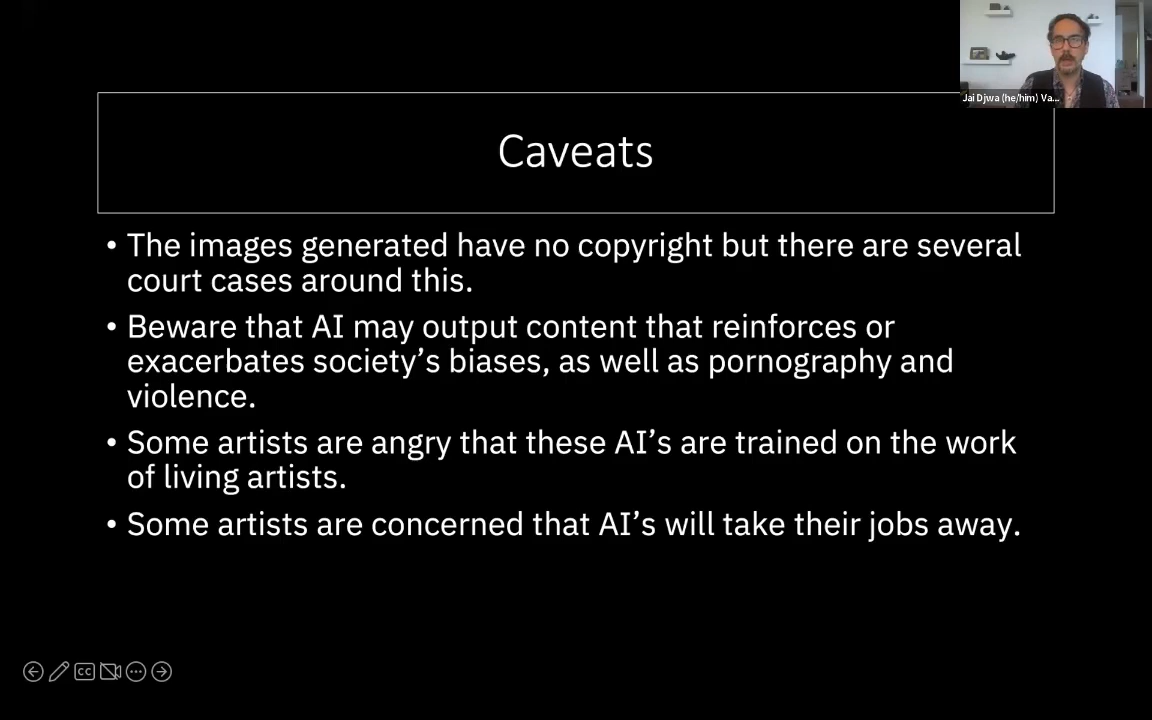 Jai Djwa (he/him) Va...
Caveats
• The images generated have no copyright but there are several
court cases around this.
• Beware that AI may output content that reinforces or
exacerbates society’s biases, as well as pornography and
violence.
• Some artists are angry that these AI’s are trained on the work
of living artists.
• Some artists are concerned that AI’s will take their jobs away.
CC